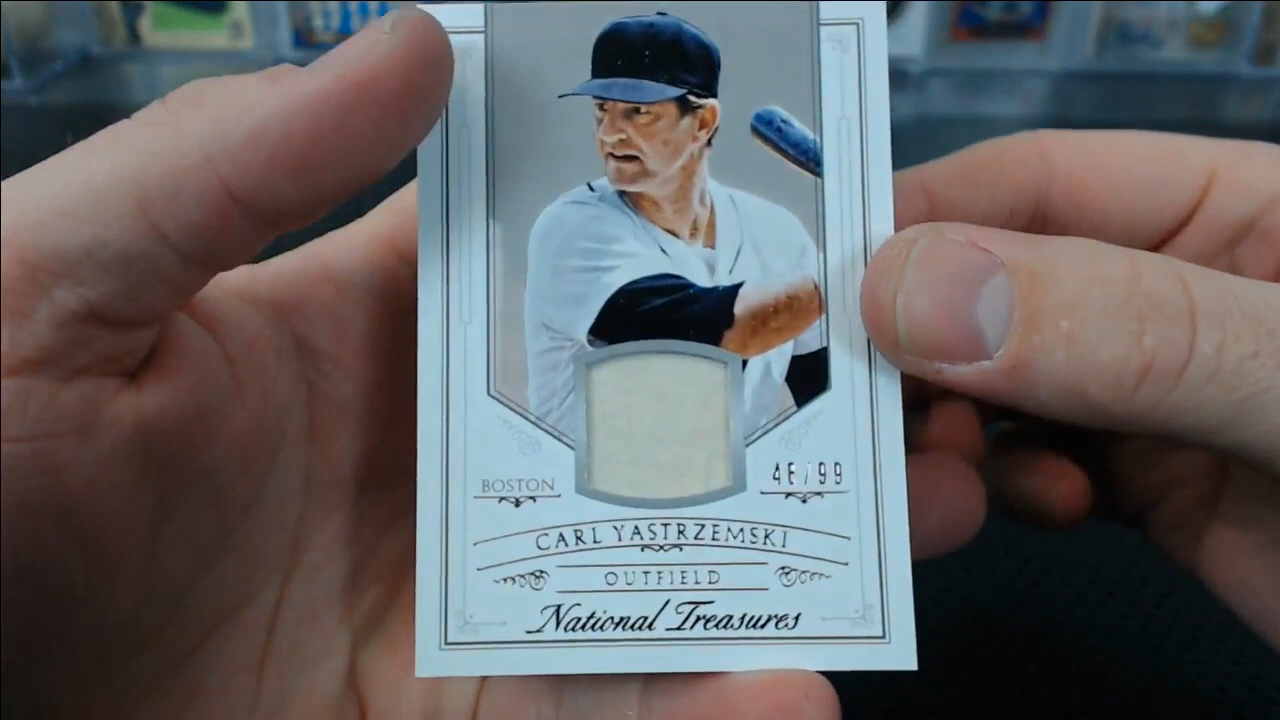 BOSTON
46/99
CARL YASTRZEMSKI
OUTFIELD
National Treasures